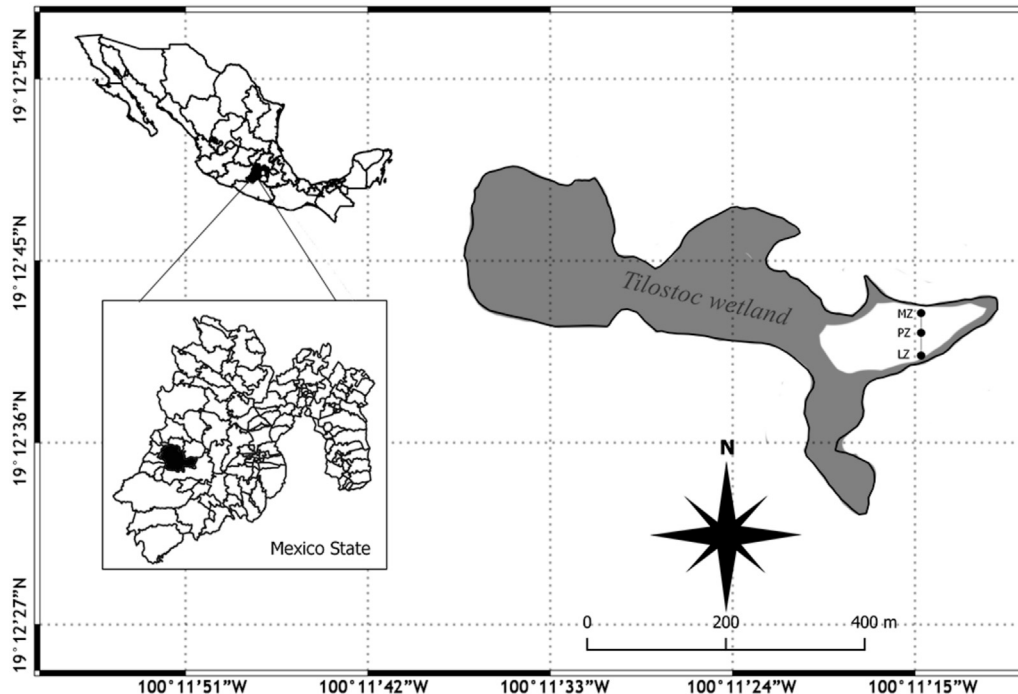 19°12'54"N
19°12'45"N
19°12'36"N
19°12'27"N
Mexico State
Tilostoc wetland
MZ
PZ
LZ
N
0 200 400 m
100°11'51"W 100°11'42"W 100°11'33"W 100°11'24"W 100°11'15"W